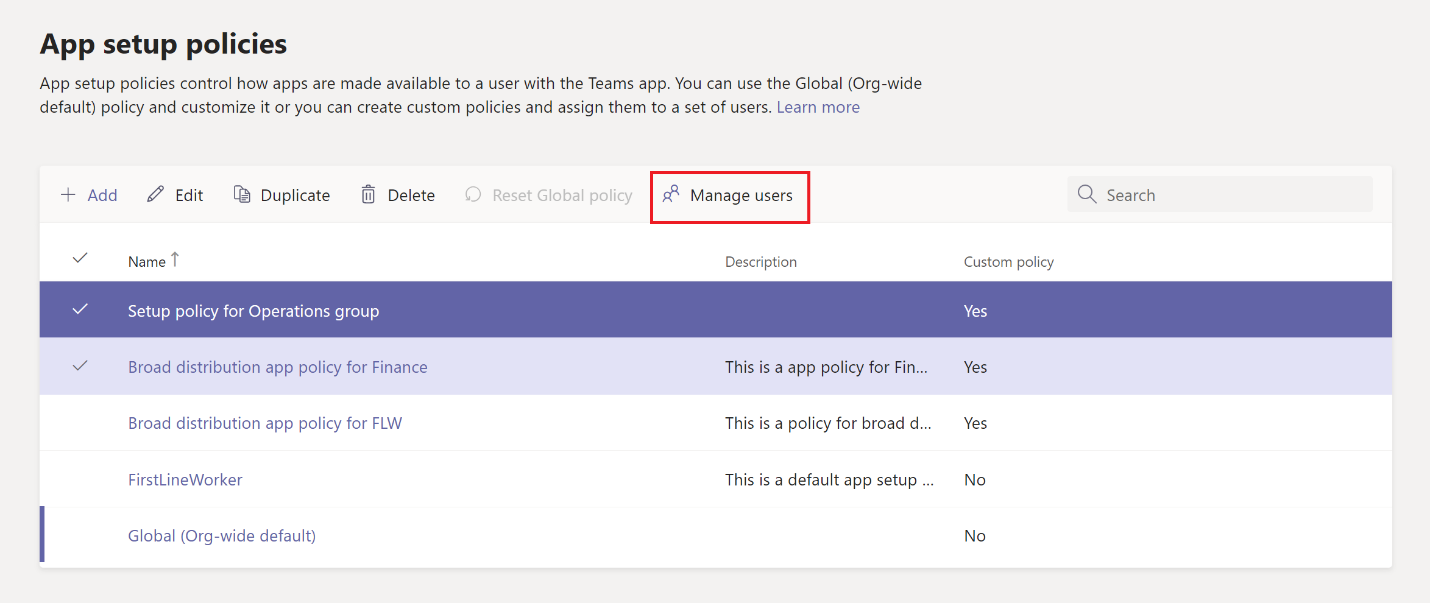 App setup policies
App setup policies control how apps are made available to a user with the Teams app. You can use the Global (Org-wide
default) policy and customize it or you can create custom policies and assign them to a set of users. Learn more
Add Edit Duplicate Delete Reset Global policy Manage users Search
Name ↑ Description Custom policy
Setup policy for Operations group Yes
Broad distribution app policy for Finance This is a app policy for Fin... Yes
Broad distribution app policy for FLW This is a policy for broad d... Yes
FirstLineWorker This is a default app setup ... No
Global (Org-wide default) No